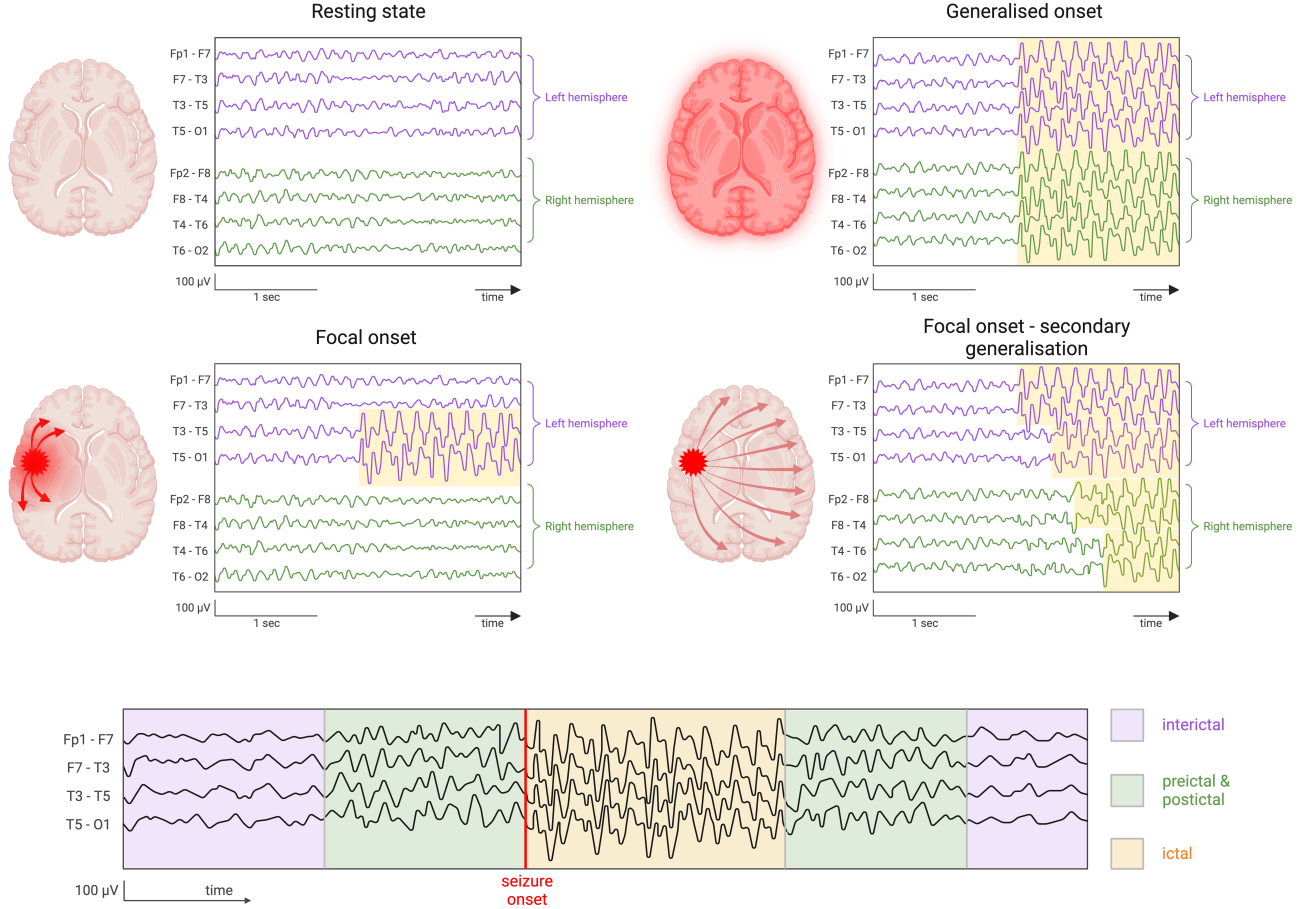 Resting state
Fp1 - F7
F7 - T3
T3 - T5
T5 - O1
Left hemisphere
Fp2 - F8
F8 - T4
T4 - T6
T6 - O2
Right hemisphere
100 µV
1 sec
time
Generalised onset
Fp1 - F7
F7 - T3
T3 - T5
T5 - O1
Left hemisphere
Fp2 - F8
F8 - T4
T4 - T6
T6 - O2
Right hemisphere
100 µV
1 sec
time
Focal onset
Fp1 - F7
F7 - T3
T3 - T5
T5 - O1
Left hemisphere
Fp2 - F8
F8 - T4
T4 - T6
T6 - O2
Right hemisphere
100 µV
1 sec
time
Focal onset - secondary
generalisation
Fp1 - F7
F7 - T3
T3 - T5
T5 - O1
Left hemisphere
Fp2 - F8
F8 - T4
T4 - T6
T6 - O2
Right hemisphere
100 µV
1 sec
time
Fp1 - F7
F7 - T3
T3 - T5
T5 - O1
100 µV
time
seizure
onset
interictal
preictal &
postictal
ictal